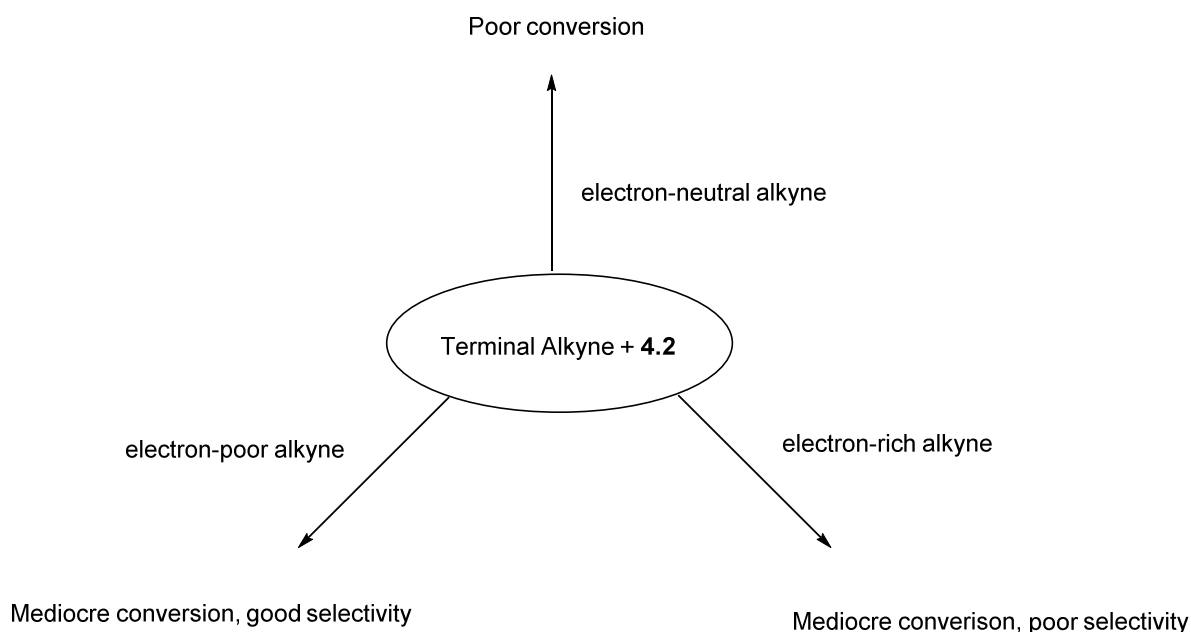 Poor conversion
electron-neutral alkyne
Terminal Alkyne + 4.2
electron-poor alkyne
electron-rich alkyne
Mediocre conversion, good selectivity
Mediocre converison, poor selectivity